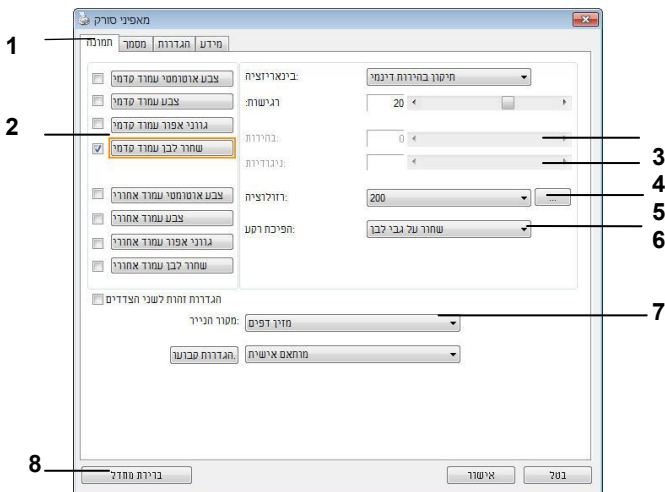 מאפיני סורק
1
תמונה מסמך הגדרות מידע
2
צבע אוטומטי עמוד קדמי
צבע עמוד קדמי
גווני אפור עמוד קדמי
שחור לבן עמוד קדמי
צבע אוטומטי עמוד אחורי
צבע עמוד אחורי
גווני אפור עמוד אחורי
שחור לבן עמוד אחורי
בינאריזציה: תיקון בחירות דינמי
רגישות: 20
בהירות: 0
ניגודיות:
3
רזולוציה: 200 ...
4
5
הפיכת רקע: שחור על גבי לבן
6
הגדרות זהות לשני הצדדים
מקור הנייר: מזין דפים
7
הגדרות קבוער. מותאם אישית
8
ברירת מחדל אישור בטל